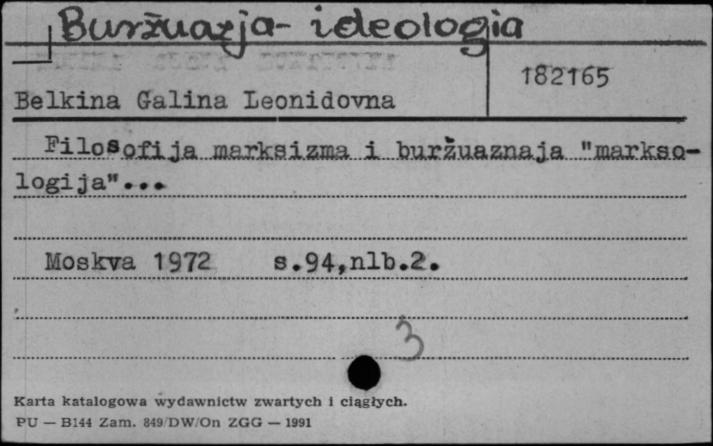 Burżuazja - ideologia
182165
Belkina Galina Leonidovna
Filosofija marksizma i buržuaznaja "markso-
logija"...
Moskva 1972 s.94,nlb.2.
3
Karta katalogowa wydawnictw zwartych i ciągłych.
PU — B144 Zam. 849/DW/On ZGG — 1991